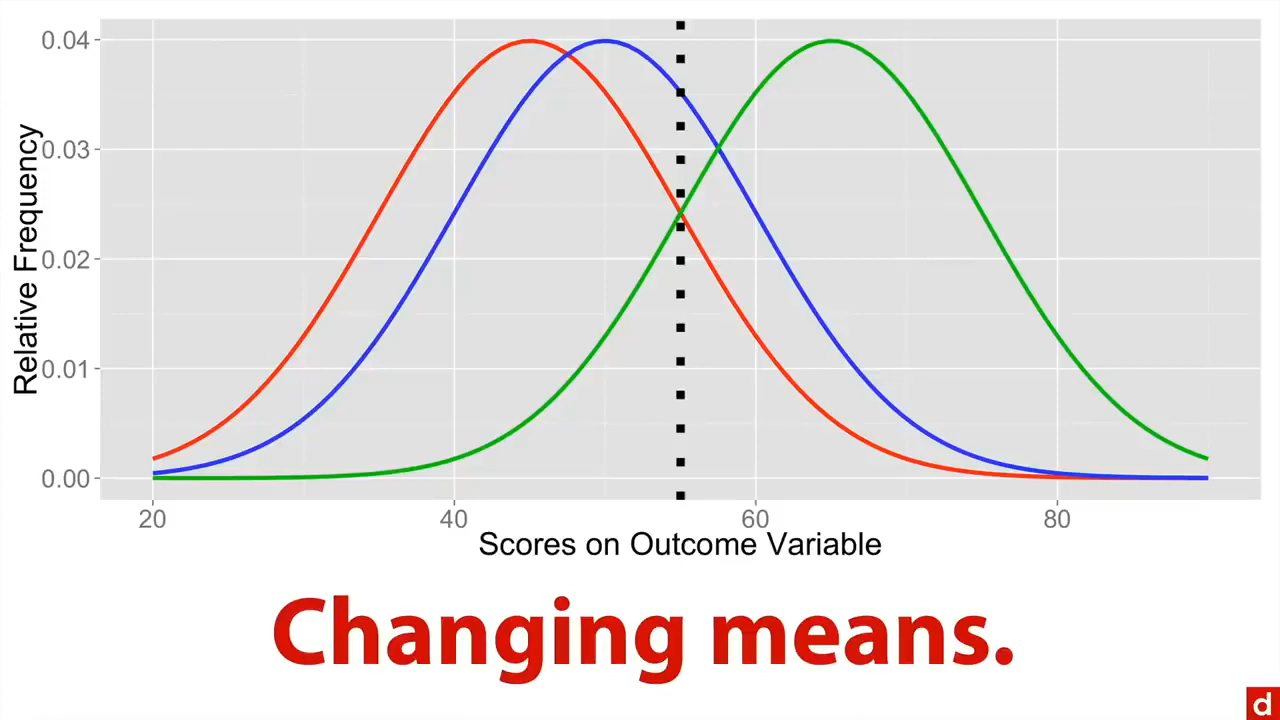 0.04
0.03
0.02
0.01
0.00
Relative Frequency
20 40 60 80
Scores on Outcome Variable
Changing means.
d